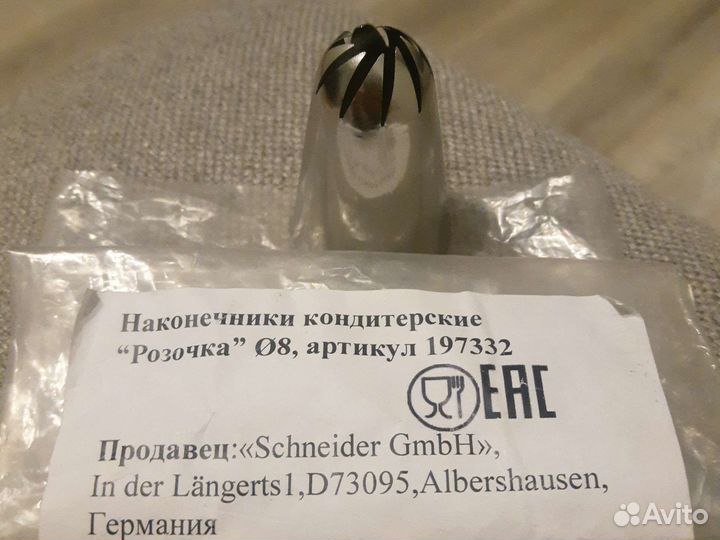 Наконечники кондитерские
“Розочка” Ø8, артикул 197332
EAC
Продавец:«Schneider GmbH»,
In der Längerts1,D73095,Albershausen,
Германия
Avito